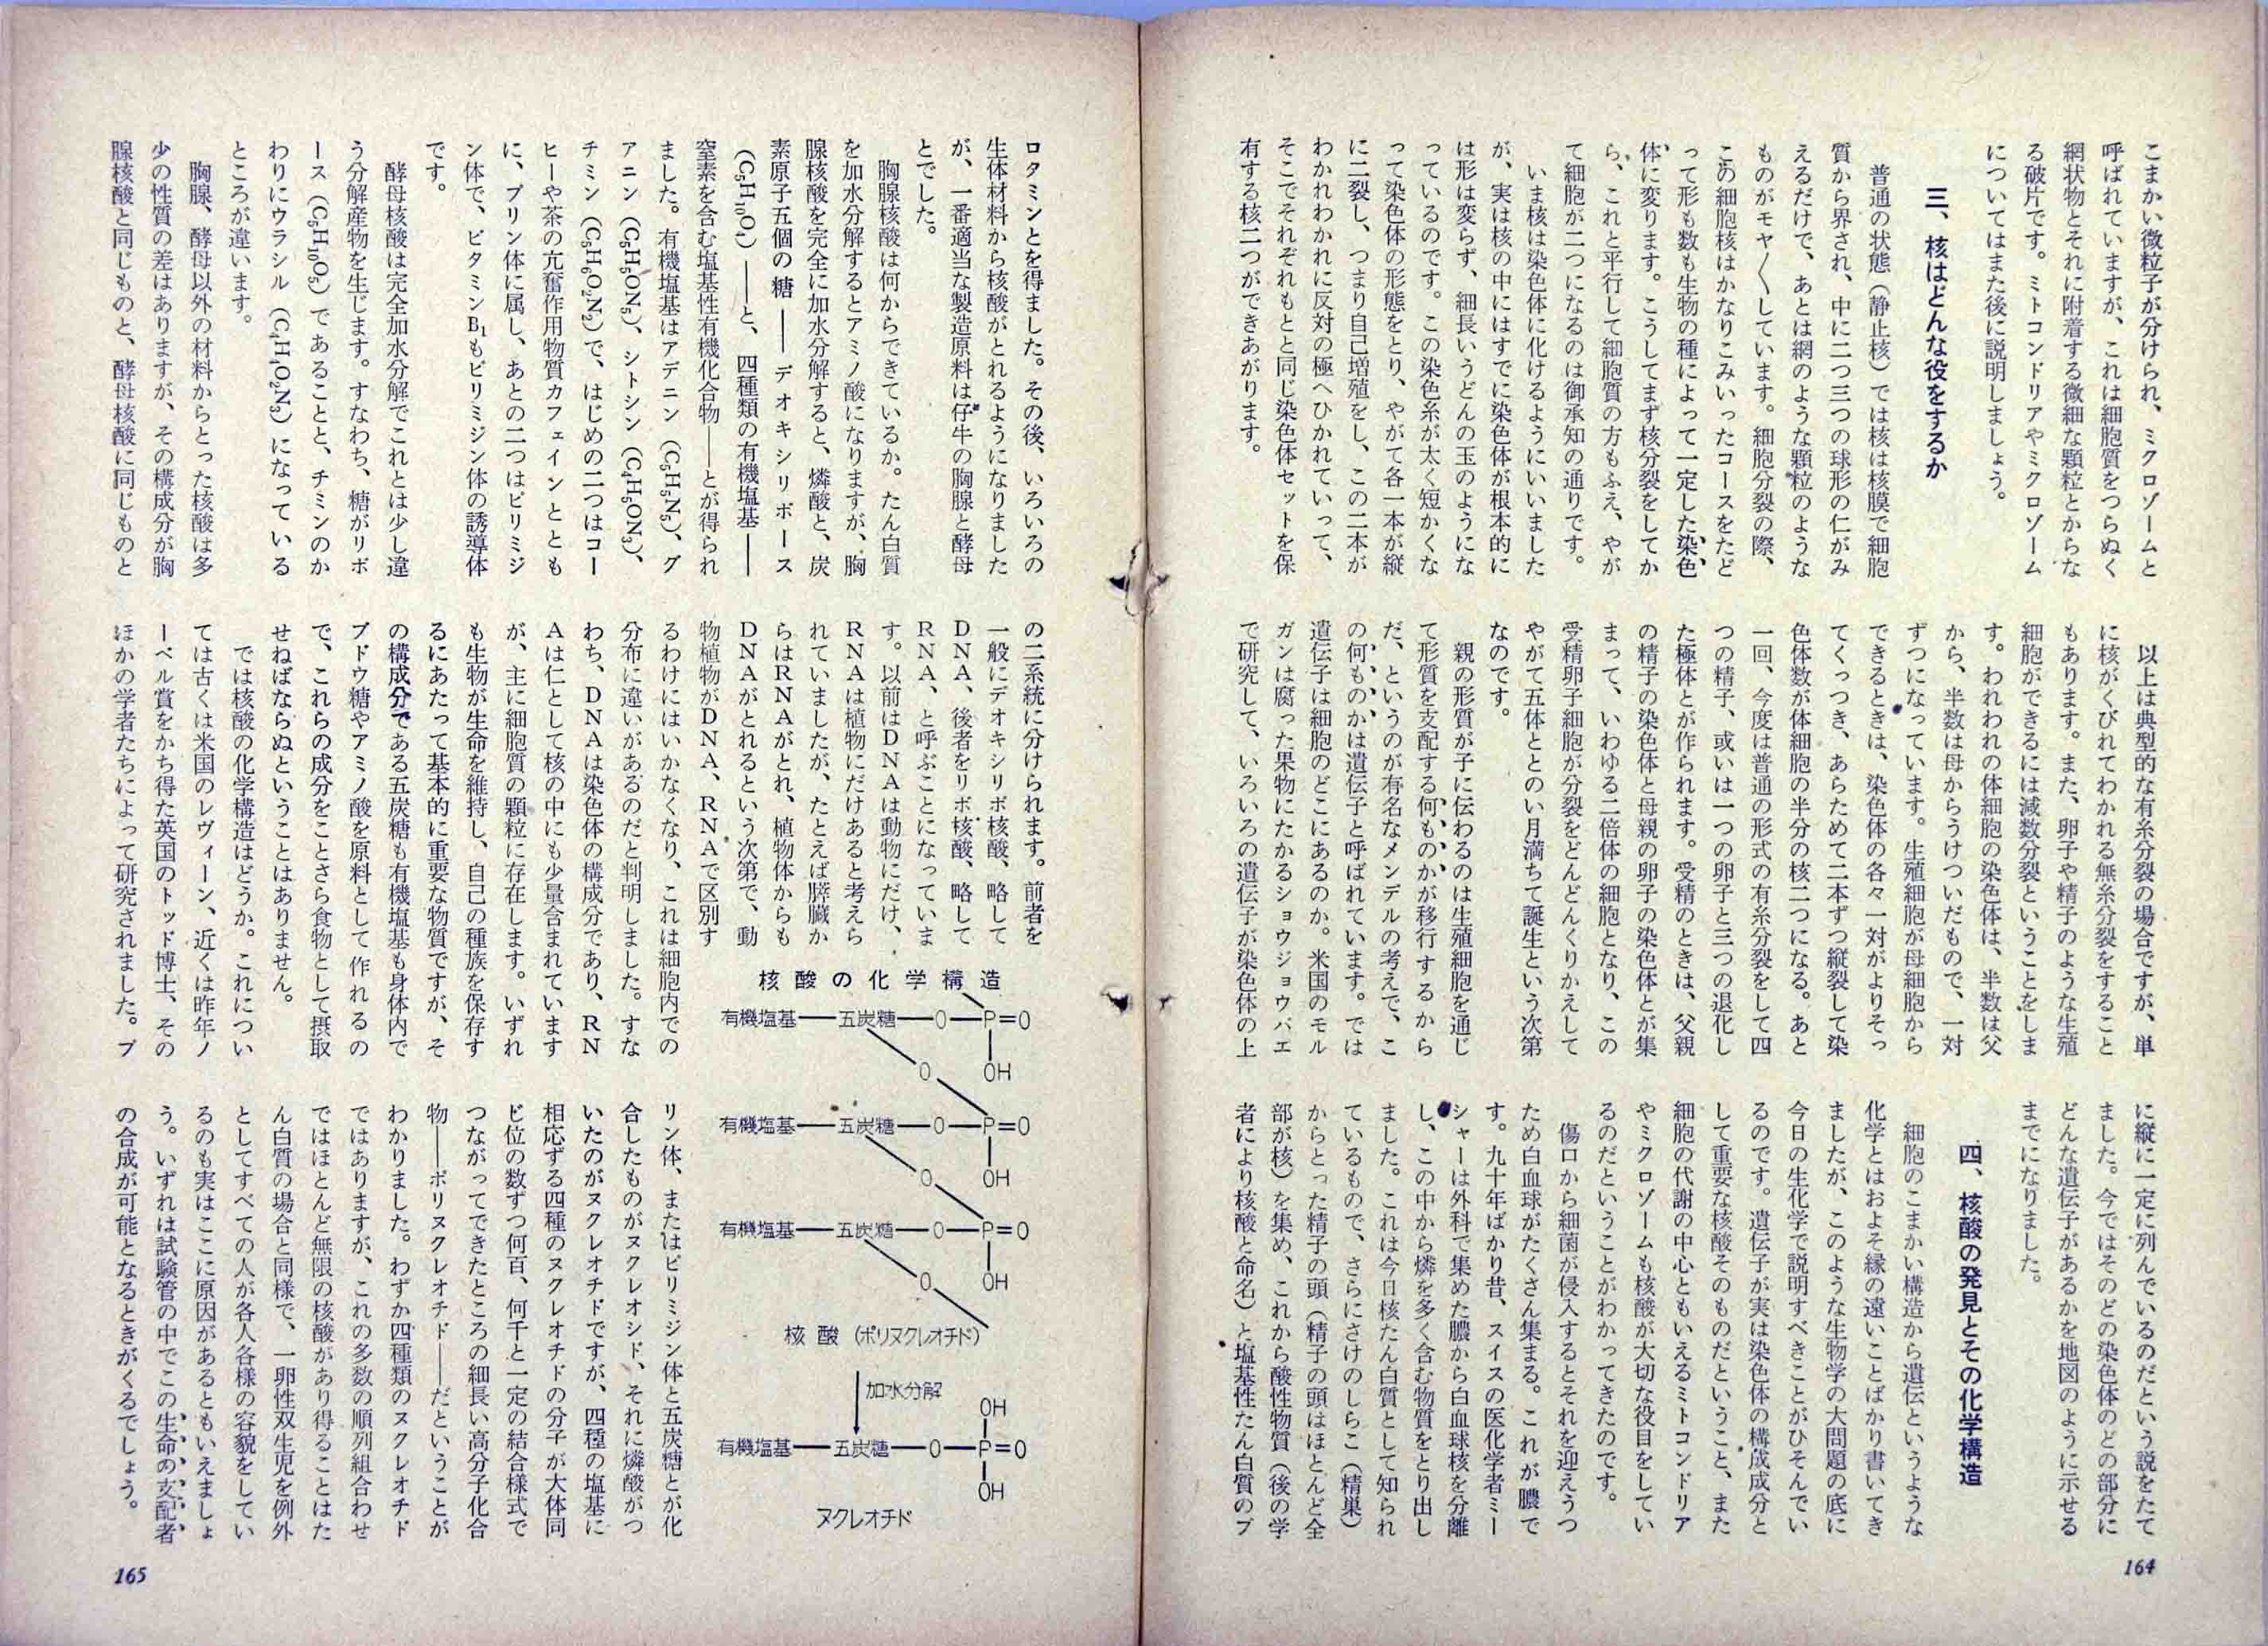 こまかい微粒子が分けられ、ミクロゾームと
呼ばれていますが、これは細胞質をつらぬく
網状物とそれに附着する微細な顆粒とからな
る破片です。ミトコンドリアやミクロゾーム
についてはまた後に説明しましょう。
三、核はどんな役をするか
普通の状態（静止核）では核は核膜で細胞
質から界され、中に二つ三つの球形の仁がみ
えるだけで、あとは網のような顆粒のような
ものがモヤ〳〵しています。細胞分裂の際、
この細胞核はかなりこみいったコースをたど
って形も数も生物の種によって一定した染色
体に変ります。こうしてまず核分裂をしてか
ら、これと平行して細胞質の方もふえ、やが
て細胞が二つになるのは御承知の通りです。
いま核は染色体に化けるようにいいました
が、実は核の中にはすでに染色体が根本的に
は形は変らず、細長いうどんの玉のようにな
っているのです。この染色糸が太く短かくな
って染色体の形態をとり、やがて各一本が縦
に二裂し、つまり自己増殖をし、この二本が
わかれわかれに反対の極へひかれていって、
そこでそれぞれもとと同じ染色体セットを保
有する核二つができあがります。
以上は典型的な有糸分裂の場合ですが、単
に核がくびれてわかれる無糸分裂をすること
もあります。また、卵子や精子のような生殖
細胞ができるには減数分裂ということをしま
す。われわれの体細胞の染色体は、半数は父
から、半数は母からうけついだもので、一対
ずつになっています。生殖細胞が母細胞から
できるときは、染色体の各々一対がよりそっ
てくっつき、あらためて二本ずつ縦裂して染
色体数が体細胞の半分の核二つになる。あと
一回、今度は普通の形式の有糸分裂をして四
つの精子、或いは一つの卵子と三つの退化し
た極体とが作られます。受精のときは、父親
の精子の染色体と母親の卵子の染色体とが集
まって、いわゆる二倍体の細胞となり、この
受精卵子細胞が分裂をどんどんくりかえして
やがて五体ととのい月満ちて誕生という次第
なのです。
親の形質が子に伝わるのは生殖細胞を通じ
て形質を支配する何ものかが移行するから
だ、というのが有名なメンデルの考えで、こ
の何ものかは遺伝子と呼ばれています。では
遺伝子は細胞のどこにあるのか。米国のモル
ガンは腐った果物にたかるショウジョウバエ
で研究して、いろいろの遺伝子が染色体の上
に縦に一定に列んでいるのだという説をたて
ました。今ではそのどの染色体のどの部分に
どんな遺伝子があるかを地図のように示せる
までになりました。
四、核酸の発見とその化学構造
細胞のこまかい構造から遺伝というような
化学とはおよそ縁の遠いことばかり書いてき
ましたが、このような生物学の大問題の底に
今日の生化学で説明すべきことがひそんでい
るのです。遺伝子が実は染色体の構成成分と
して重要な核酸そのものだということ、また
細胞の代謝の中心ともいえるミトコンドリア
やミクロゾームも核酸が大切な役目をしてい
るのだということがわかってきたのです。
傷口から細菌が侵入するとそれを迎えうつ
ため白血球がたくさん集まる。これが膿で
す。九十年ばかり昔、スイスの医化学者ミー
シャーは外科で集めた膿から白血球核を分離
し、この中から燐を多く含む物質をとり出し
ました。これは今日核たん白質として知られ
ているもので、さらにさけのしらこ（精巣）
からとった精子の頭（精子の頭はほとんど全
部が核）を集め、これから酸性物質（後の学
者により核酸と命名）と塩基性たん白質のプ
164
ロタミンとを得ました。その後、いろいろの
生体材料から核酸がとれるようになりました
が、一番適当な製造原料は仔牛の胸腺と酵母
とでした。
胸腺核酸は何からできているか。たん白質
を加水分解するとアミノ酸になりますが、胸
腺核酸を完全に加水分解すると、燐酸と、炭
素原子五個の糖――デオキシリボース
（C₅H₁₀O₄）――と、四種類の有機塩基――
窒素を含む塩基性有機化合物――とが得られ
ました。有機塩基はアデニン（C₅H₅N₅）、グ
アニン（C₅H₅ON₅）、シトシン（C₄H₅ON₃）、
チミン（C₅H₆O₂N₂）で、はじめの二つはコー
ヒーや茶の亢奮作用物質カフェインととも
に、プリン体に属し、あとの二つはピリミジ
ン体で、ビタミンB₁もピリミジン体の誘導体
です。
酵母核酸は完全加水分解でこれとは少し違
う分解産物を生じます。すなわち、糖がリボ
ース（C₅H₁₀O₅）であることと、チミンのか
わりにウラシル（C₄H₄O₂N₂）になっている
ところが違います。
胸腺、酵母以外の材料からとった核酸は多
少の性質の差はありますが、その構成成分が胸
腺核酸と同じものと、酵母核酸に同じものと
の二系統に分けられます。前者を
一般にデオキシリボ核酸、略して
DNA、後者をリボ核酸、略して
RNA、と呼ぶことになっていま
す。以前はDNAは動物にだけ、
RNAは植物にだけあると考えら
れていましたが、たとえば膵臓か
らはRNAがとれ、植物体からも
DNAがとれるという次第で、動
物植物がDNA、RNAで区別す
るわけにはいかなくなり、これは細胞内での
分布に違いがあるのだと判明しました。すな
わち、DNAは染色体の構成成分であり、RN
Aは仁として核の中にも少量含まれています
が、主に細胞質の顆粒に存在します。いずれ
も生物が生命を維持し、自己の種族を保存す
るにあたって基本的に重要な物質ですが、そ
の構成成分である五炭糖も有機塩基も身体内で
ブドウ糖やアミノ酸を原料として作れるの
で、これらの成分をことさら食物として摂取
せねばならぬということはありません。
では核酸の化学構造はどうか。これについ
ては古くは米国のレヴィーン、近くは昨年ノ
ーベル賞をかち得た英国のトッド博士、その
ほかの学者たちによって研究されました。プ
核酸の化学構造
有機塩基―五炭糖―O―P=O
OH
O
有機塩基―五炭糖―O―P=O
OH
O
有機塩基―五炭糖―O―P=O
OH
O
核酸（ポリヌクレオチド）
加水分解
OH
有機塩基―五炭糖―O―P=O
OH
ヌクレオチド
リン体、またはピリミジン体と五炭糖とが化
合したものがヌクレオシド、それに燐酸がつ
いたのがヌクレオチドですが、四種の塩基に
相応ずる四種のヌクレオチドの分子が大体同
じ位の数ずつ何百、何千と一定の結合様式で
つながってできたところの細長い高分子化合
物――ポリヌクレオチド――だということが
わかりました。わずか四種類のヌクレオチド
ではありますが、これの多数の順列組合わせ
ではほとんど無限の核酸があり得ることはた
ん白質の場合と同様で、一卵性双生児を例外
としてすべての人が各人各様の容貌をしてい
るのも実はここに原因があるともいえましょ
う。いずれは試験管の中でこの生命の支配者
の合成が可能となるときがくるでしょう。
165